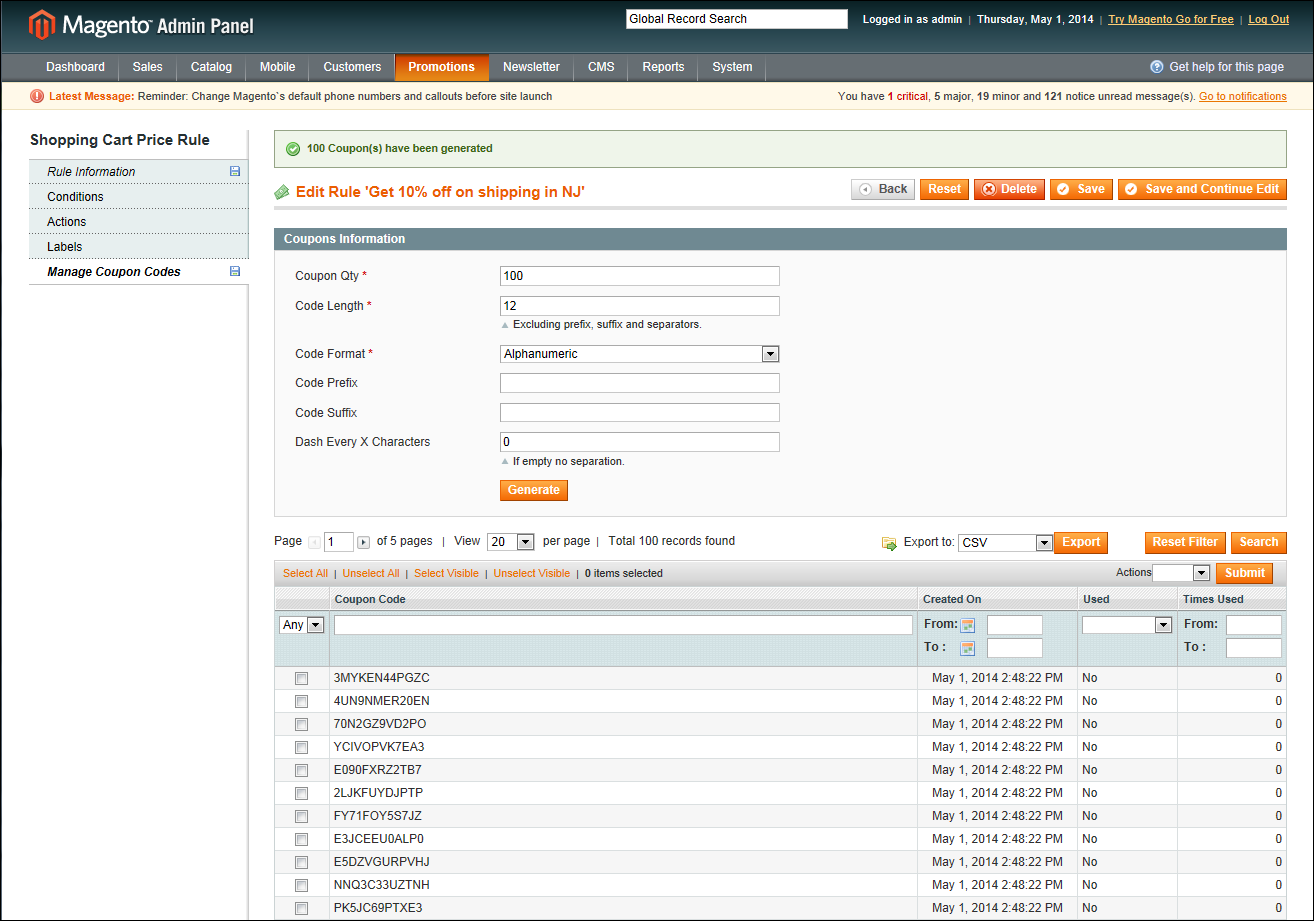 Magento™ Admin Panel
Global Record Search
Logged in as admin | Thursday, May 1, 2014 | Try Magento Go for Free | Log Out
Dashboard Sales Catalog Mobile Customers Promotions Newsletter CMS Reports System
Get help for this page
Latest Message: Reminder: Change Magento`s default phone numbers and callouts before site launch
You have 1 critical, 5 major, 19 minor and 121 notice unread message(s). Go to notifications
Shopping Cart Price Rule
Rule Information
Conditions
Actions
Labels
Manage Coupon Codes
100 Coupon(s) have been generated
Edit Rule 'Get 10% off on shipping in NJ'
Back Reset Delete Save Save and Continue Edit
Coupons Information
Coupon Qty * 100
Code Length * 12
Excluding prefix, suffix and separators.
Code Format * Alphanumeric
Code Prefix
Code Suffix
Dash Every X Characters 0
If empty no separation.
Generate
Page 1 of 5 pages | View 20 per page | Total 100 records found
Export to: CSV Export Reset Filter Search
Select All | Unselect All | Select Visible | Unselect Visible | 0 items selected
Actions Submit
Coupon Code Created On Used Times Used
Any From: From:
To : To :
3MYKEN44PGZC May 1, 2014 2:48:22 PM No 0
4UN9NMER20EN May 1, 2014 2:48:22 PM No 0
70N2GZ9VD2PO May 1, 2014 2:48:22 PM No 0
YCIVOPVK7EA3 May 1, 2014 2:48:22 PM No 0
E090FXRZ2TB7 May 1, 2014 2:48:22 PM No 0
2LJKFUYDJPTP May 1, 2014 2:48:22 PM No 0
FY71FOY5S7JZ May 1, 2014 2:48:22 PM No 0
E3JCEEU0ALP0 May 1, 2014 2:48:22 PM No 0
E5DZVGURPVHJ May 1, 2014 2:48:22 PM No 0
NNQ3C33UZTNH May 1, 2014 2:48:22 PM No 0
PK5JC69PTXE3 May 1, 2014 2:48:22 PM No 0